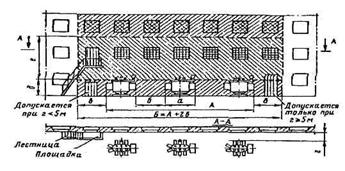 А
А
Допускается
при г<5м
в
б
а
в
А
Б=А+2б
Допускается
только при
г≥5м
А-А
Лестница
Площадка